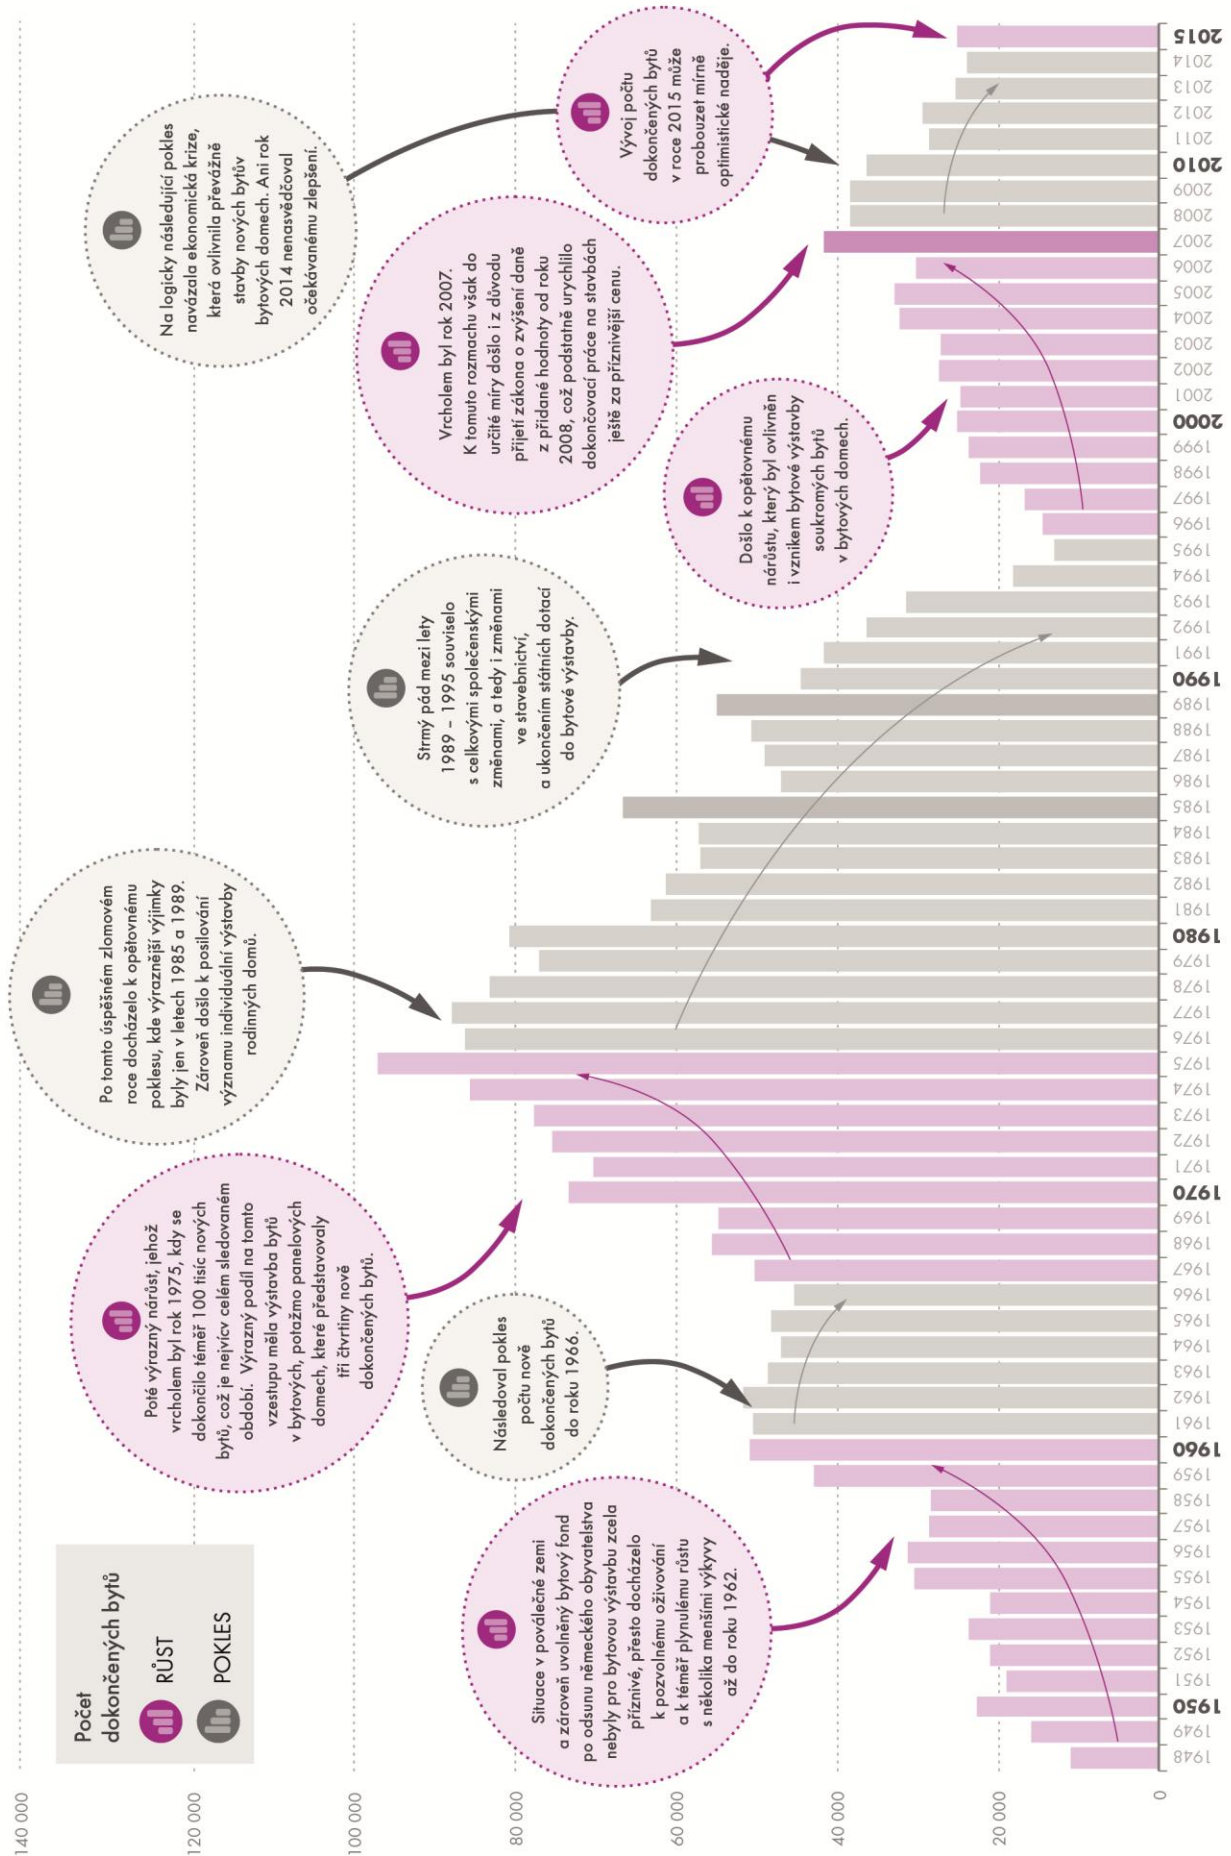 Počet
dokončených bytů
RŮST
POKLES
140 000
120 000
100 000
80 000
60 000
40 000
20 000
0
Situace v poválečné zemi
a zároveň uvolněný bytový fond
po odsunu německého obyvatelstva
nebyly pro bytovou výstavbu zcela
příznivé, přesto docházelo
k pozvolnému oživování
a k téměř plynulému růstu
s několika menšími výkyvy
až do roku 1962.
Následoval pokles
počtu nově
dokončených bytů
do roku 1966.
Poté výrazný nárůst, jehož
vrcholem byl rok 1975, kdy se
dokončilo téměř 100 tisíc nových
bytů, což je nejvícv celém sledovaném
období. Výrazný podíl na tomto
vzestupu měla výstavba bytů
v bytových, potažmo panelových
domech, které představovaly
tři čtvrtiny nově
dokončených bytů.
Po tomto úspěšném zlomovém
roce docházelo k opětovnému
poklesu, kde výraznější výjimky
byly jen v letech 1985 a 1989.
Zároveň došlo k posilování
významu individuální výstavby
rodinných domů.
Strmý pád mezi lety
1989 – 1995 souviselo
s celkovými společenskými
změnami, a tedy i změnami
ve stavebnictví,
a ukončením státních dotací
do bytové výstavby.
Došlo k opětovnému
nárůstu, který byl ovlivněn
i vznikem bytové výstavby
soukromých bytů
v bytových domech.
Vrcholem byl rok 2007.
K tomuto rozmachu však do
určité míry došlo i z důvodu
přijetí zákona o zvýšení daně
z přidané hodnoty od roku
2008, což podstatně urychlilo
dokončovací práce na stavbách
ještě za příznivější cenu.
Na logicky následující pokles
navázala ekonomická krize,
která ovlivnila převážně
stavby nových bytů
bytových domech. Ani rok
2014 nenasvědčoval
očekávanému zlepšení.
Vývoj počtu
dokončených bytů
v roce 2015 může
probouzet mírně
optimistické naděje.
1948
1949
1950
1951
1952
1953
1954
1955
1956
1957
1958
1959
1960
1961
1962
1963
1964
1965
1966
1967
1968
1969
1970
1971
1972
1973
1974
1975
1976
1977
1978
1979
1980
1981
1982
1983
1984
1985
1986
1987
1988
1989
1990
1991
1992
1993
1994
1995
1996
1997
1998
1999
2000
2001
2002
2003
2004
2005
2006
2007
2008
2009
2010
2011
2012
2013
2014
2015